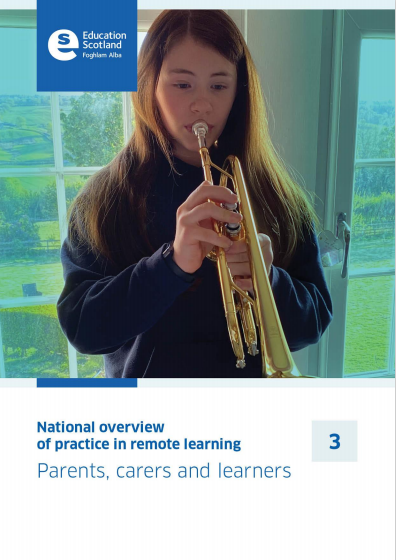 Education
Scotland
Foghlam Alba
National overview
of practice in remote learning
3
Parents, carers and learners